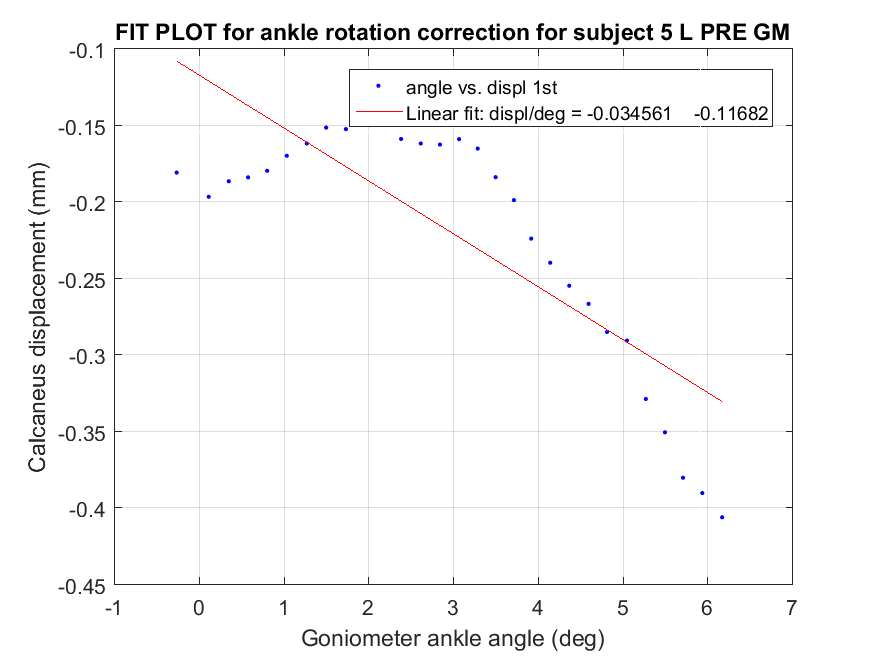 FIT PLOT for ankle rotation correction for subject 5 L PRE GM
angle vs. displ 1st
Linear fit: displ/deg = -0.034561 -0.11682
-0.1
-0.15
-0.2
-0.25
-0.3
-0.35
-0.4
-0.45
Calcaneus displacement (mm)
-1 0 1 2 3 4 5 6 7
Goniometer ankle angle (deg)